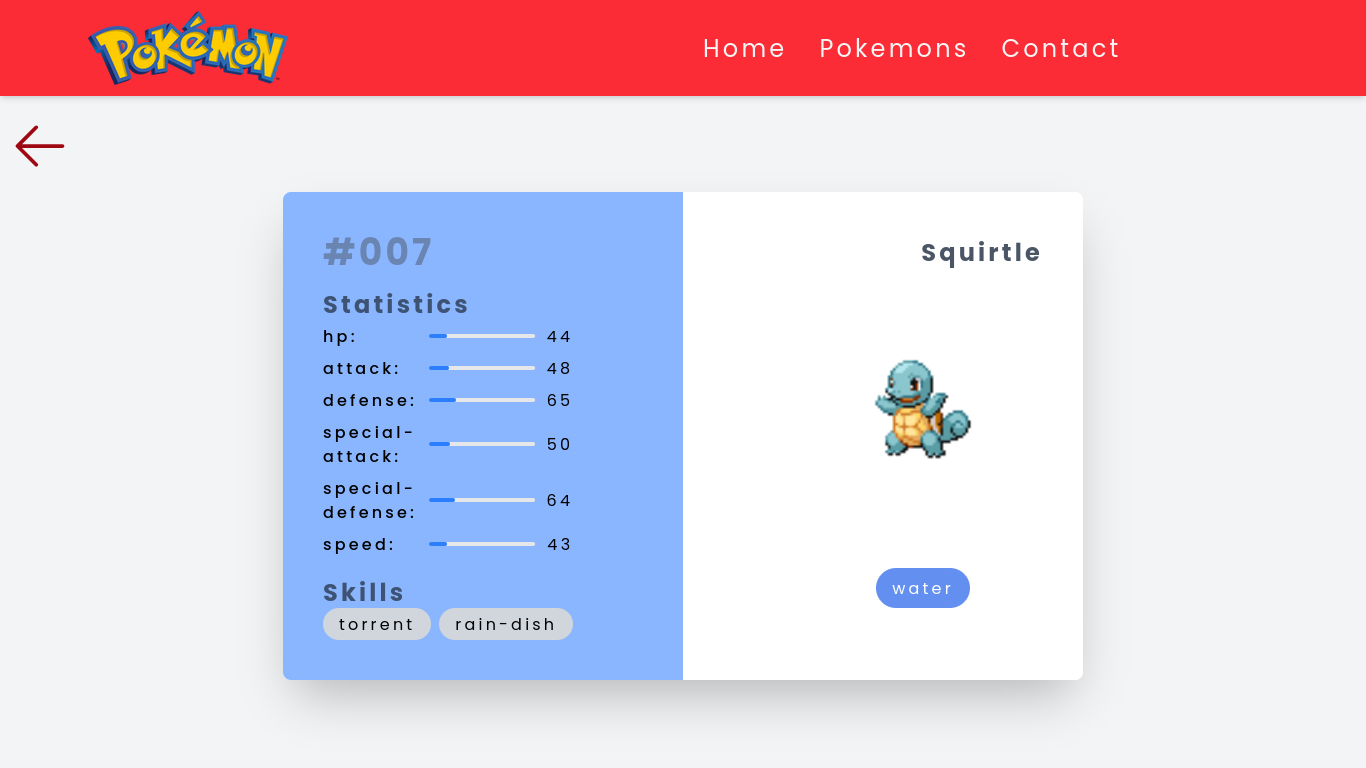 POKéMON
Home Pokemons Contact
#007
Statistics
hp: 44
attack: 48
defense: 65
special-
attack: 50
special-
defense: 64
speed: 43
Skills
torrent rain-dish
Squirtle
water